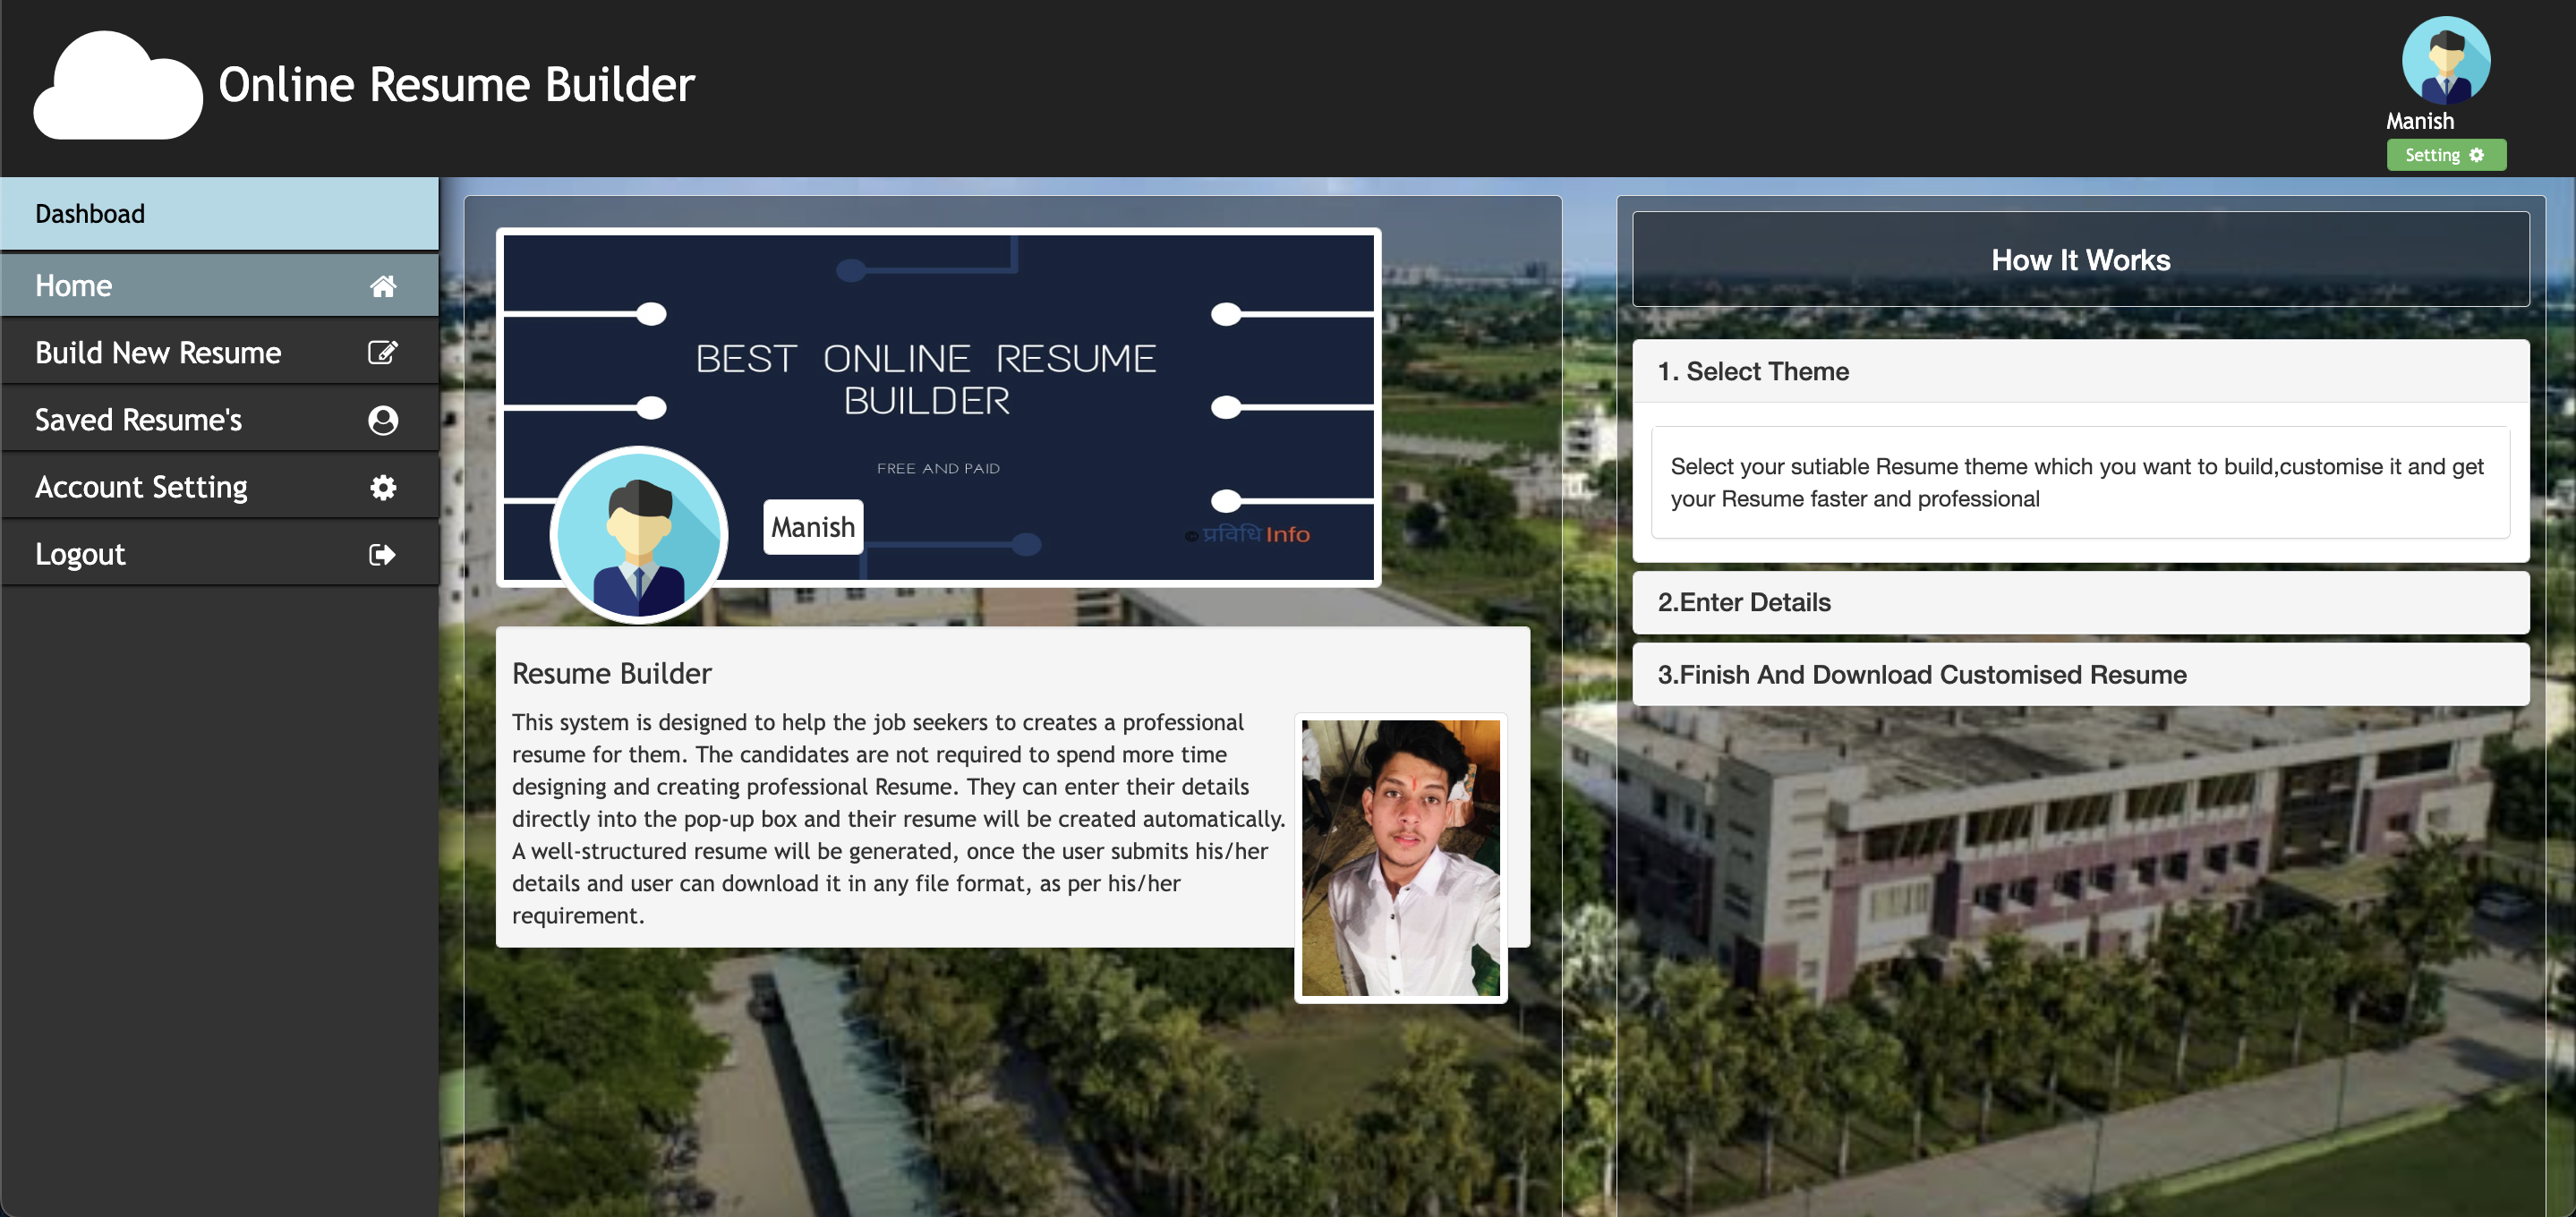 Online Resume Builder
Manish
Setting
Dashboad
Home
Build New Resume
Saved Resume's
Account Setting
Logout
BEST ONLINE RESUME
BUILDER
FREE AND PAID
Manish
प्रविधि Info
Resume Builder
This system is designed to help the job seekers to creates a professional
resume for them. The candidates are not required to spend more time
designing and creating professional Resume. They can enter their details
directly into the pop-up box and their resume will be created automatically.
A well-structured resume will be generated, once the user submits his/her
details and user can download it in any file format, as per his/her
requirement.
How It Works
1. Select Theme
Select your sutiable Resume theme which you want to build,customise it and get
your Resume faster and professional
2.Enter Details
3.Finish And Download Customised Resume